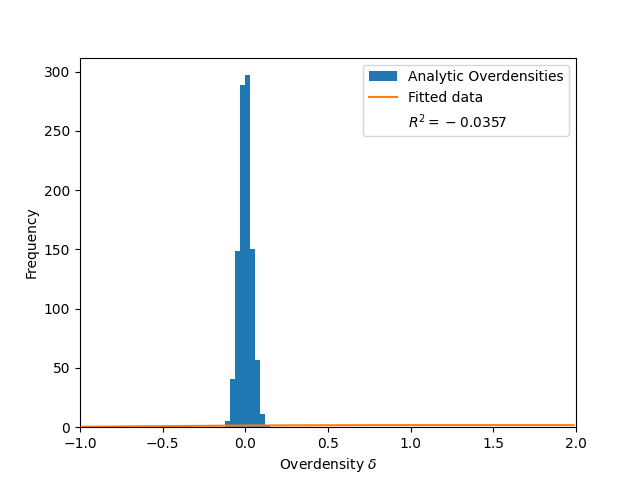 Analytic Overdensities
Fitted data
R² = − 0.0357
Frequency
300
250
200
150
100
50
0
−1.0 −0.5 0.0 0.5 1.0 1.5 2.0
Overdensity δ